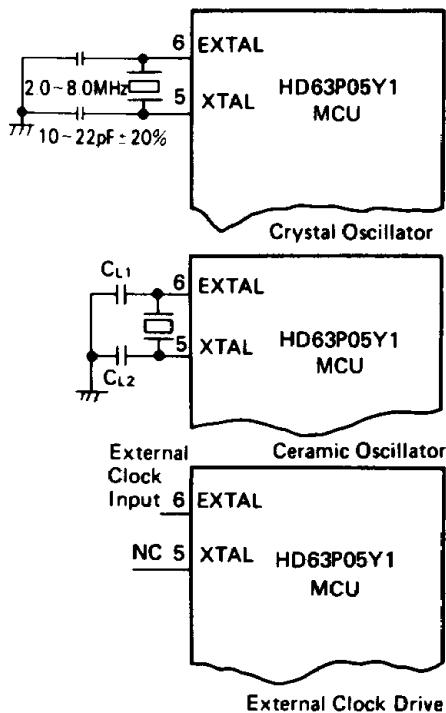 6 EXTAL
2.0~8.0MHz
5 XTAL
HD63P05Y1
MCU
10~22pF±20%
Crystal Oscillator
CL1
6 EXTAL
HD63P05Y1
MCU
5 XTAL
CL2
Ceramic Oscillator
External
Clock
Input 6 EXTAL
NC 5 XTAL
HD63P05Y1
MCU
External Clock Drive